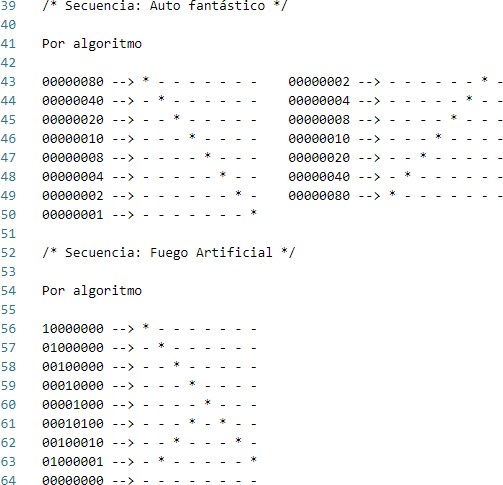 39 /* Secuencia: Auto fantástico */
40
41 Por algoritmo
42
43 00000080 --> * - - - - - - -    00000002 --> - - - - - - * -
44 00000040 --> - * - - - - - -    00000004 --> - - - - - * -
45 00000020 --> - - * - - - - -    00000008 --> - - - - * - - -
46 00000010 --> - - - * - - - -    00000010 --> - - - * - - - -
47 00000008 --> - - - - * - - -    00000020 --> - - * - - - - -
48 00000004 --> - - - - - * - -    00000040 --> - * - - - - - -
49 00000002 --> - - - - - - * -    00000080 --> * - - - - - - -
50 00000001 --> - - - - - - - *
51
52 /* Secuencia: Fuego Artificial */
53
54 Por algoritmo
55
56 10000000 --> * - - - - - - -
57 01000000 --> - * - - - - - -
58 00100000 --> - - * - - - - -
59 00010000 --> - - - * - - - -
60 00001000 --> - - - - * - - -
61 00010100 --> - - - * - * - -
62 00100010 --> - - * - - - * -
63 01000001 --> - * - - - - - *
64 00000000 --> - - - - - - - -